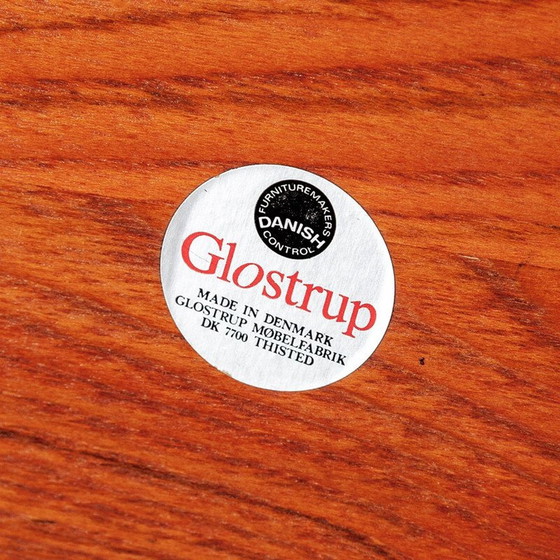 FURNITUREMAKERS
DANISH
CONTROL
Glostrup
MADE IN DENMARK
GLOSTRUP MØBELFABRIK
DK 7700 THISTED